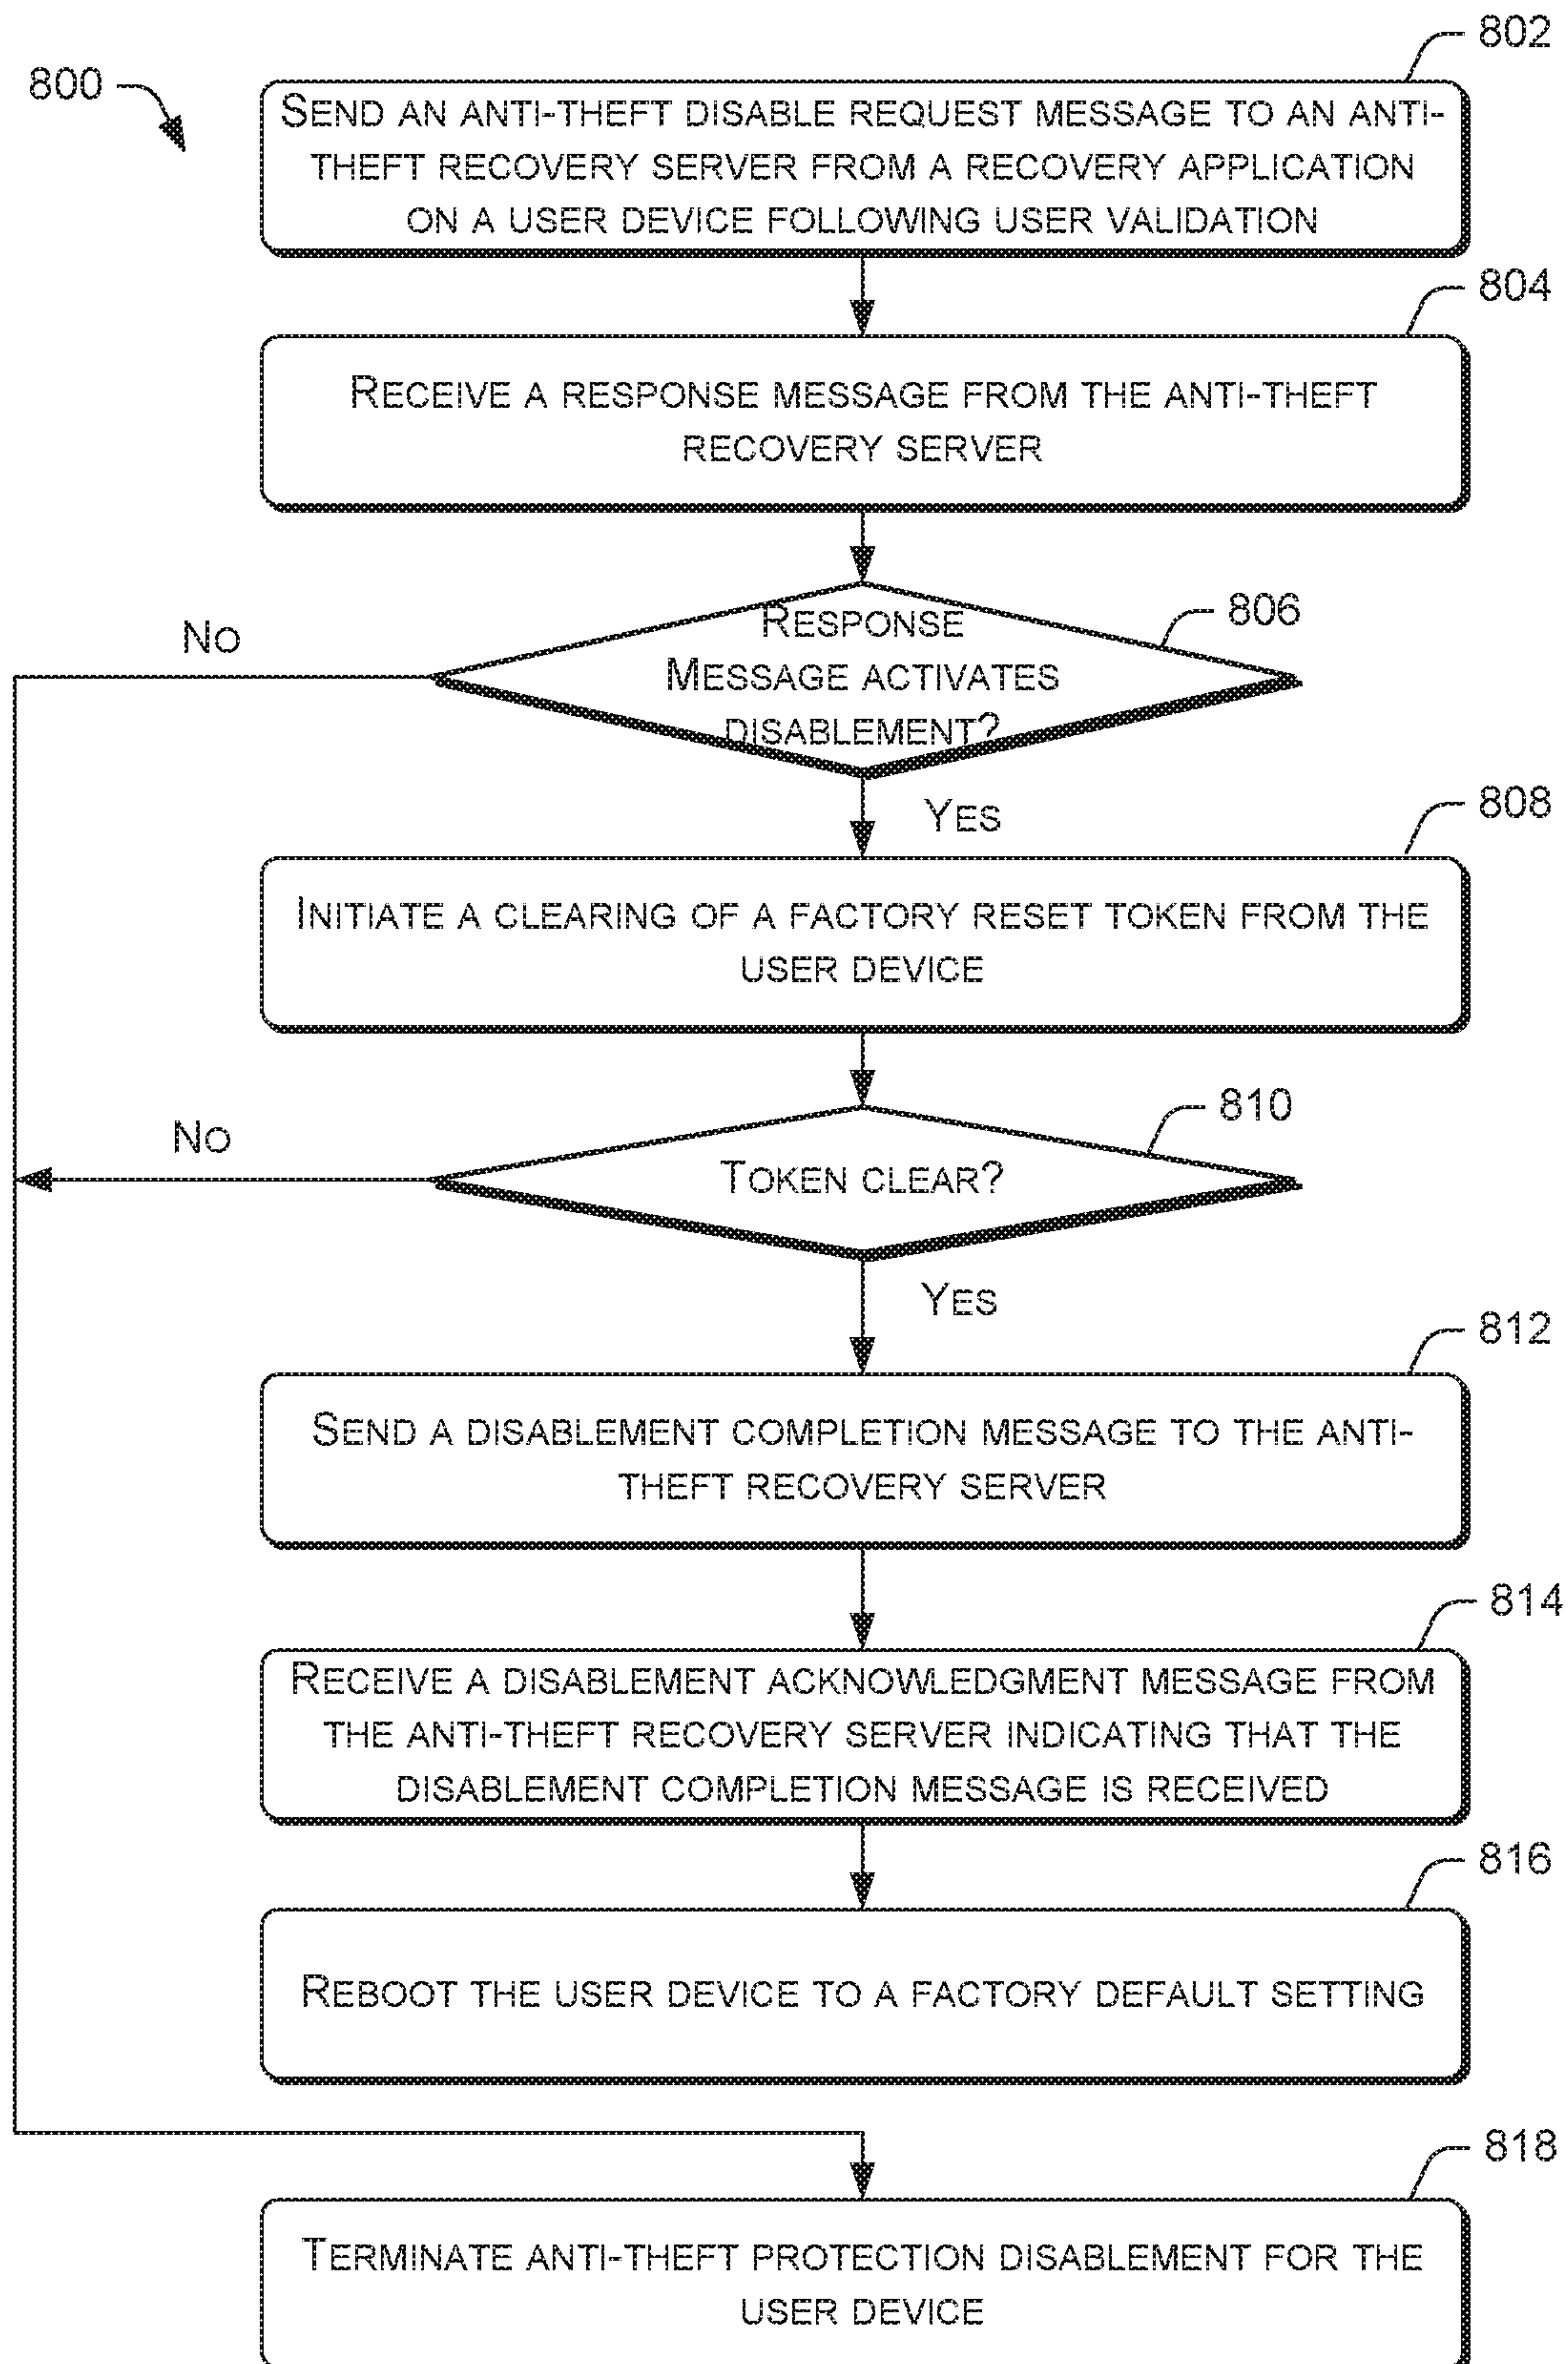 802
800
SEND AN ANTI-THEFT DISABLE REQUEST MESSAGE TO AN ANTI-
THEFT RECOVERY SERVER FROM A RECOVERY APPLICATION
ON A USER DEVICE FOLLOWING USER VALIDATION
804
RECEIVE A RESPONSE MESSAGE FROM THE ANTI-THEFT
RECOVERY SERVER
806
NO
RESPONSE
MESSAGE ACTIVATES
DISABLEMENT?
YES
808
INITIATE A CLEARING OF A FACTORY RESET TOKEN FROM THE
USER DEVICE
810
NO
TOKEN CLEAR?
YES
812
SEND A DISABLEMENT COMPLETION MESSAGE TO THE ANTI-
THEFT RECOVERY SERVER
814
RECEIVE A DISABLEMENT ACKNOWLEDGMENT MESSAGE FROM
THE ANTI-THEFT RECOVERY SERVER INDICATING THAT THE
DISABLEMENT COMPLETION MESSAGE IS RECEIVED
816
REBOOT THE USER DEVICE TO A FACTORY DEFAULT SETTING
818
TERMINATE ANTI-THEFT PROTECTION DISABLEMENT FOR THE
USER DEVICE